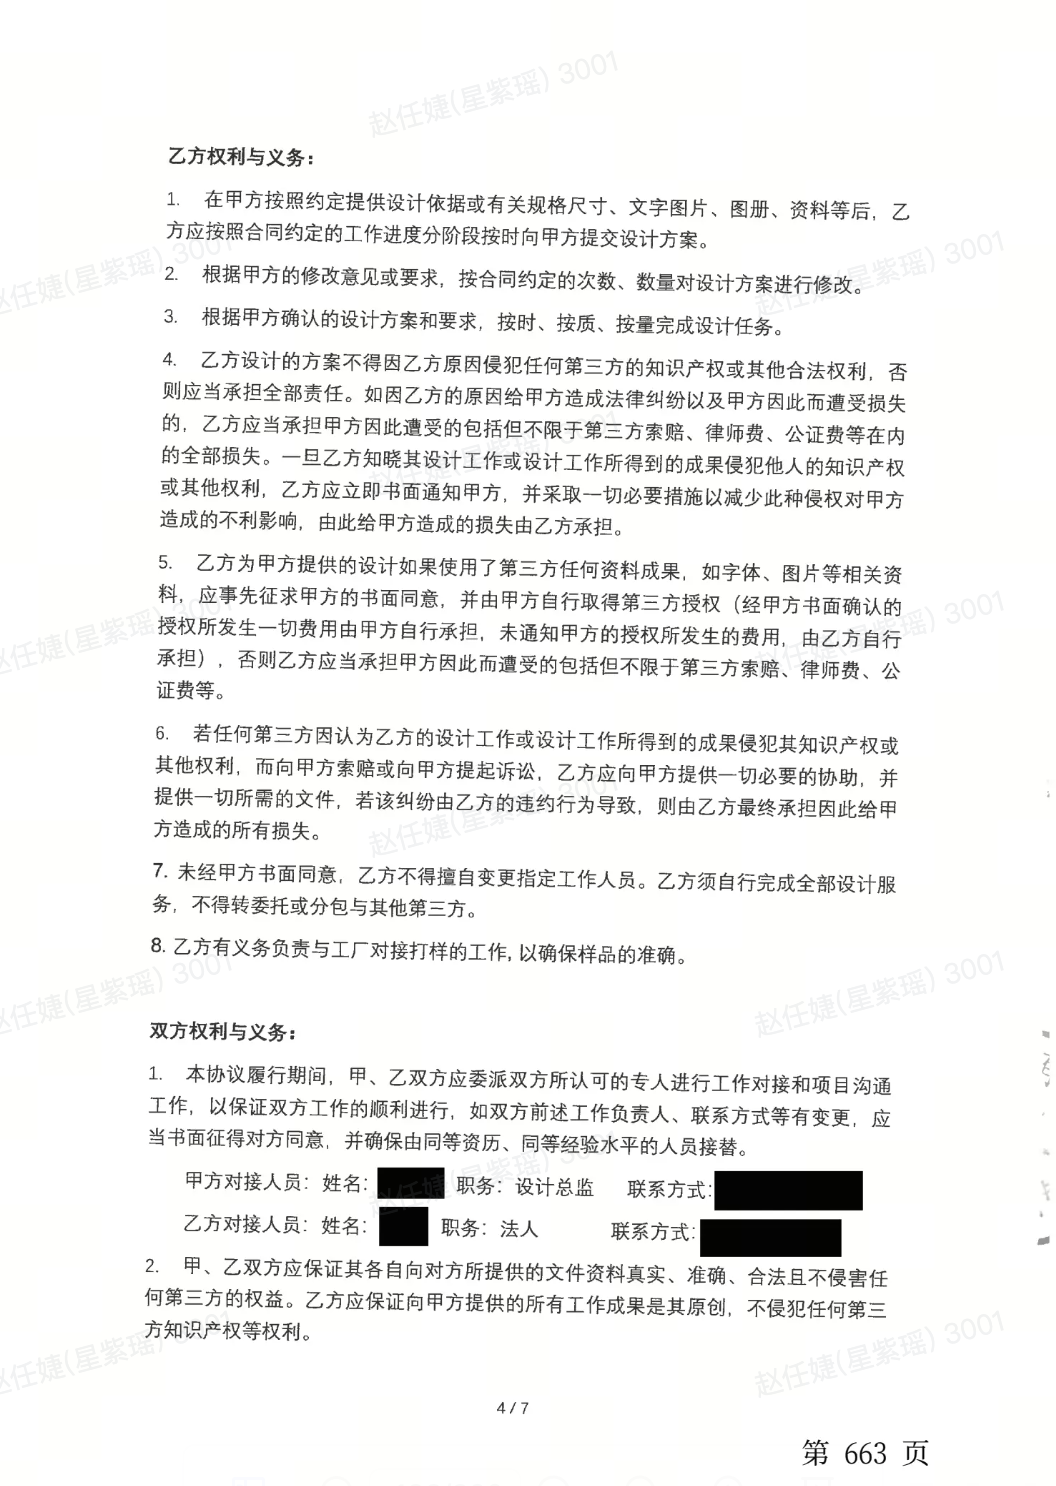 赵任婕(星紫瑶) 3001
乙方权利与义务：
1. 在甲方按照约定提供设计依据或有关规格尺寸、文字图片、图册、资料等后，乙
方应按照合同约定的工作进度分阶段按时向甲方提交设计方案。
2. 根据甲方的修改意见或要求，按合同约定的次数、数量对设计方案进行修改。
3. 根据甲方确认的设计方案和要求，按时、按质、按量完成设计任务。
4. 乙方设计的方案不得因乙方原因侵犯任何第三方的知识产权或其他合法权利，否
则应当承担全部责任。如因乙方的原因给甲方造成法律纠纷以及甲方因此而遭受损失
的，乙方应当承担甲方因此遭受的包括但不限于第三方索赔、律师费、公证费等在内
的全部损失。一旦乙方知晓其设计工作或设计工作所得到的成果侵犯他人的知识产权
或其他权利，乙方应立即书面通知甲方，并采取一切必要措施以减少此种侵权对甲方
造成的不利影响，由此给甲方造成的损失由乙方承担。
5. 乙方为甲方提供的设计如果使用了第三方任何资料成果，如字体、图片等相关资
料，应事先征求甲方的书面同意，并由甲方自行取得第三方授权（经甲方书面确认的
授权所发生一切费用由甲方自行承担，未通知甲方的授权所发生的费用，由乙方自行
承担），否则乙方应当承担甲方因此而遭受的包括但不限于第三方索赔、律师费、公
证费等。
6. 若任何第三方因认为乙方的设计工作或设计工作所得到的成果侵犯其知识产权或
其他权利，而向甲方索赔或向甲方提起诉讼，乙方应向甲方提供一切必要的协助，并
提供一切所需的文件，若该纠纷由乙方的违约行为导致，则由乙方最终承担因此给甲
方造成的所有损失。
7. 未经甲方书面同意，乙方不得擅自变更指定工作人员。乙方须自行完成全部设计服
务，不得转委托或分包与其他第三方。
8. 乙方有义务负责与工厂对接打样的工作, 以确保样品的准确。
双方权利与义务：
1. 本协议履行期间，甲、乙双方应委派双方所认可的专人进行工作对接和项目沟通
工作，以保证双方工作的顺利进行，如双方前述工作负责人、联系方式等有变更，应
当书面征得对方同意，并确保由同等资历、同等经验水平的人员接替。
甲方对接人员：姓名： 职务：设计总监 联系方式：
乙方对接人员：姓名： 职务：法人 联系方式：
2. 甲、乙双方应保证其各自向对方所提供的文件资料真实、准确、合法且不侵害任
何第三方的权益。乙方应保证向甲方提供的所有工作成果是其原创，不侵犯任何第三
方知识产权等权利。
4 / 7
第 663 页